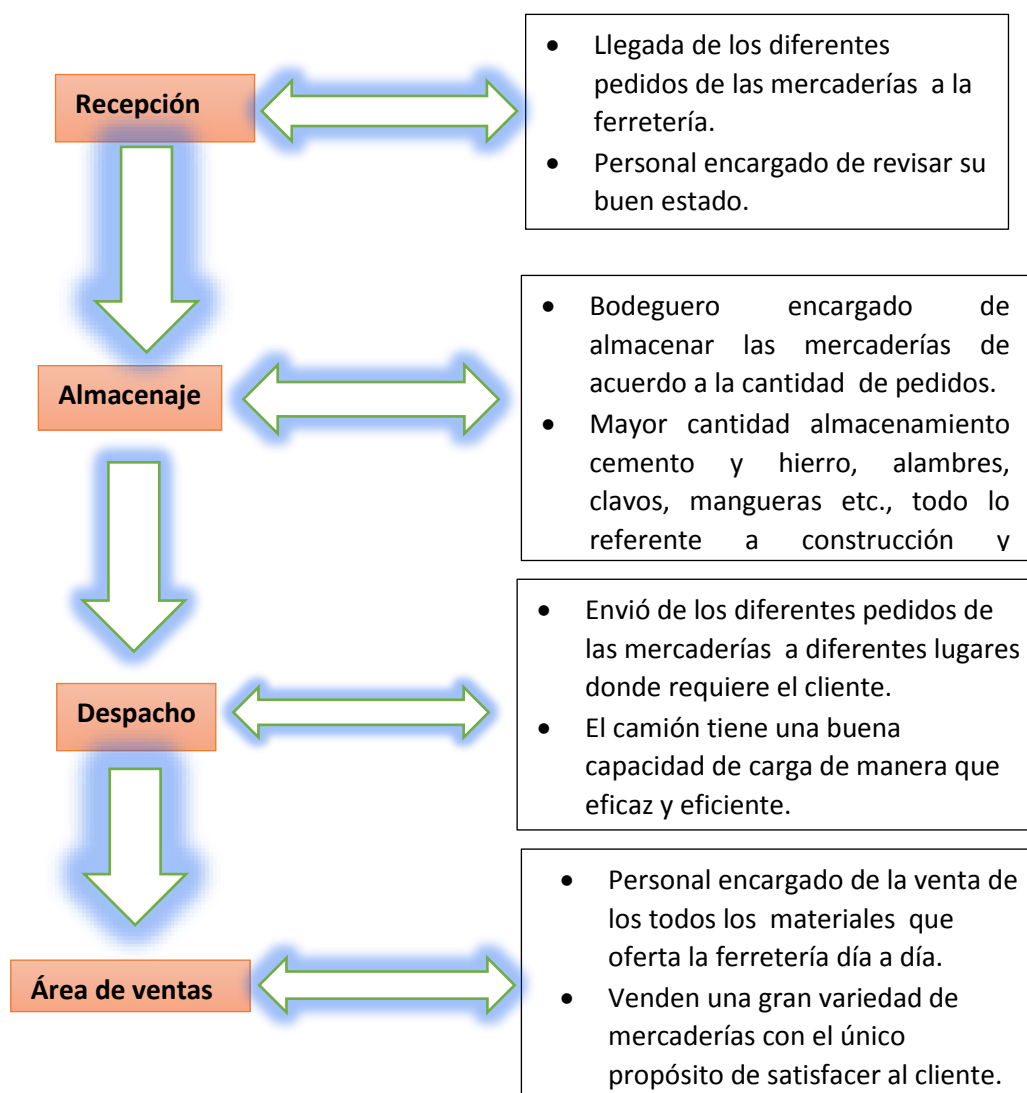 Recepción
• Llegada de los diferentes
pedidos de las mercaderías a la
ferretería.
• Personal encargado de revisar su
buen estado.
Almacenaje
• Bodeguero encargado de
almacenar las mercaderías de
acuerdo a la cantidad de pedidos.
• Mayor cantidad almacenamiento
cemento y hierro, alambres,
clavos, mangueras etc., todo lo
referente a construcción y
Despacho
• Envió de los diferentes pedidos de
las mercaderías a diferentes lugares
donde requiere el cliente.
• El camión tiene una buena
capacidad de carga de manera que
eficaz y eficiente.
Área de ventas
• Personal encargado de la venta de
los todos los materiales que
oferta la ferretería día a día.
• Venden una gran variedad de
mercaderías con el único
propósito de satisfacer al cliente.